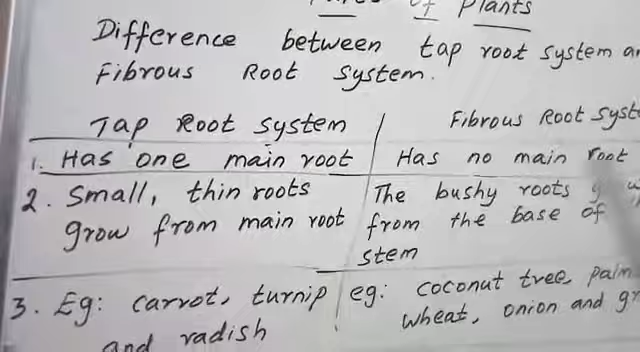 of Plants
Difference between tap root system
Fibrous Root System.
Tap Root System Fibrous Root
1. Has one main root Has no main root
2. Small, thin roots The bushy roots
grow from main root from the base of
stem
3. Eg: carrot, turnip eg: coconut tree, palm
and radish wheat, onion and